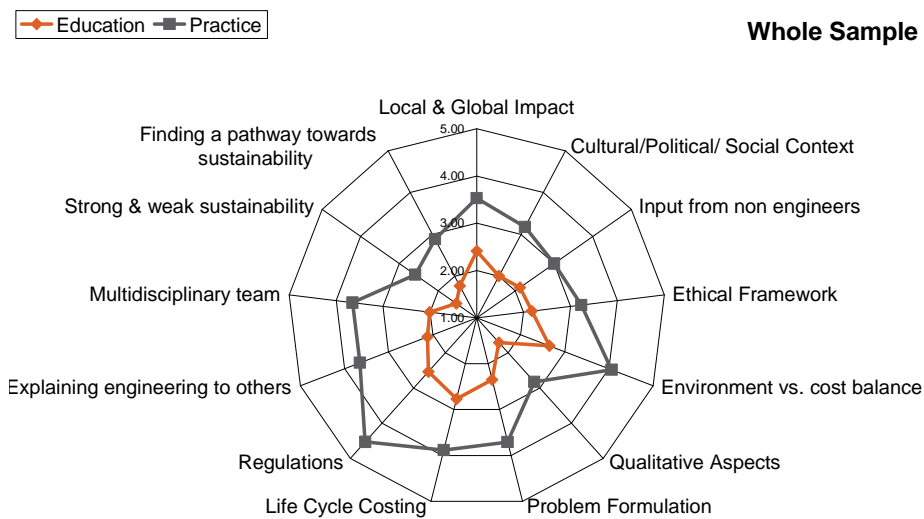 Education Practice
Whole Sample
Local & Global Impact
5.00
Finding a pathway towards
sustainability
Cultural/Political/ Social Context
4.00
Strong & weak sustainability
Input from non engineers
3.00
2.00
Multidisciplinary team
Ethical Framework
1.00
Explaining engineering to others
Environment vs. cost balance
Regulations
Qualitative Aspects
Life Cycle Costing
Problem Formulation